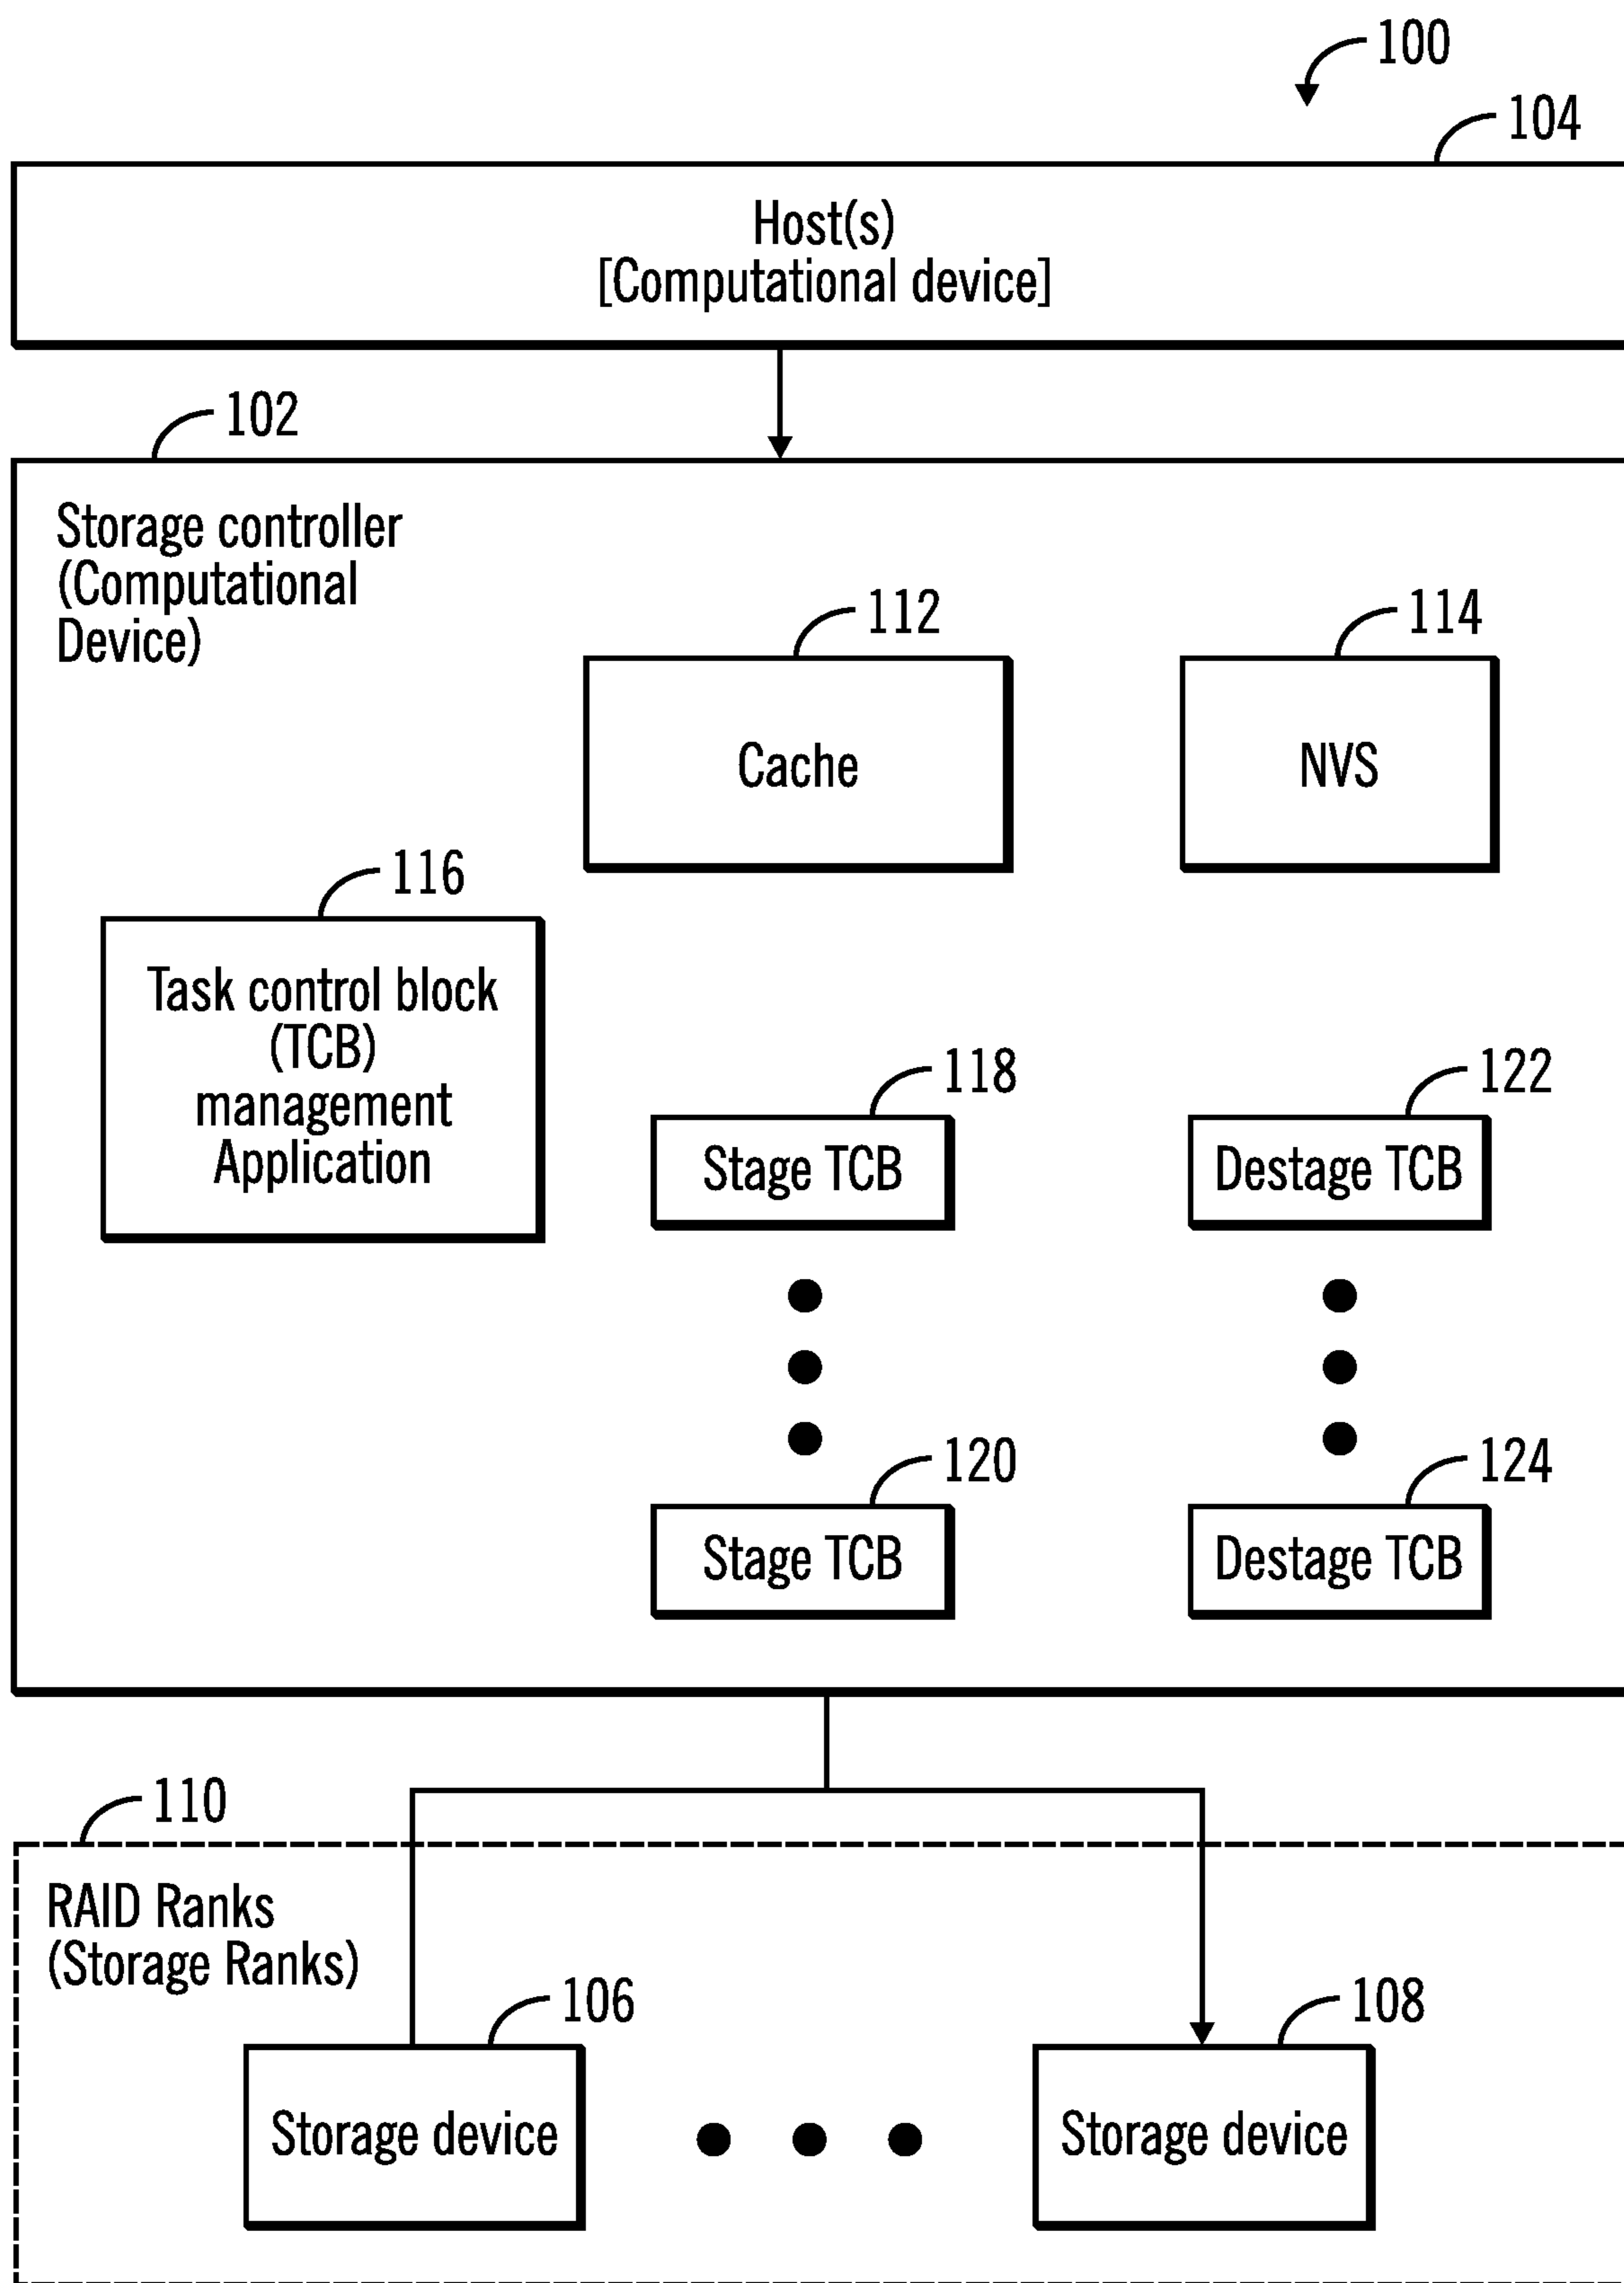 100
104
Host(s)
[Computational device]
102
Storage controller
(Computational
Device)
112
114
Cache
NVS
116
Task control block
(TCB)
management
Application
118
122
Stage TCB
Destage TCB
120
124
Stage TCB
Destage TCB
110
RAID Ranks
(Storage Ranks)
106
108
Storage device
Storage device